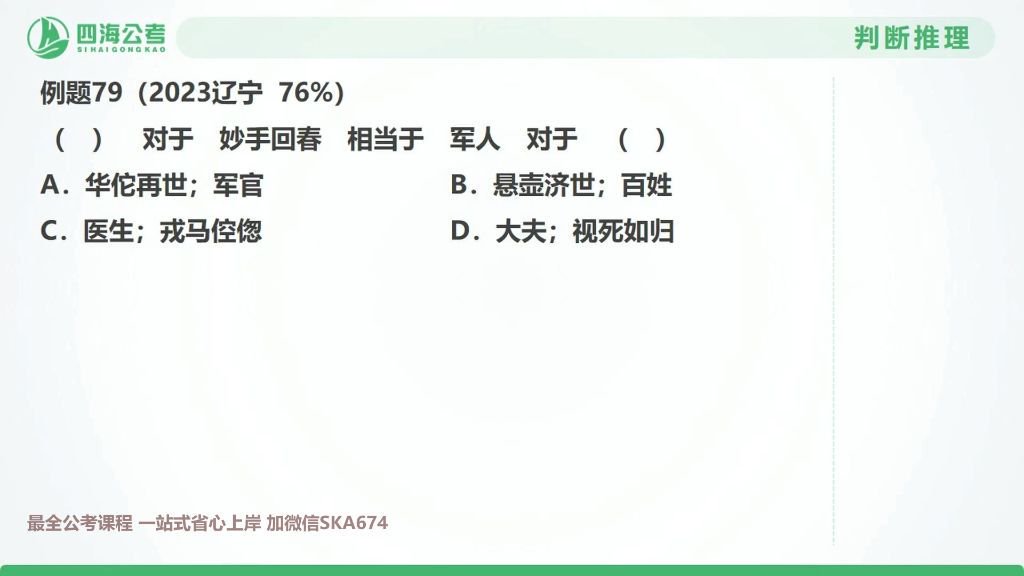 四海公考
SIHAIGONGKAO
判断推理
例题79（2023辽宁 76%）
（ ） 对于 妙手回春 相当于 军人 对于 （ ）
A．华佗再世；军官 B．悬壶济世；百姓
C．医生；戎马倥偬 D．大夫；视死如归
最全公考课程 一站式省心上岸 加微信SKA674